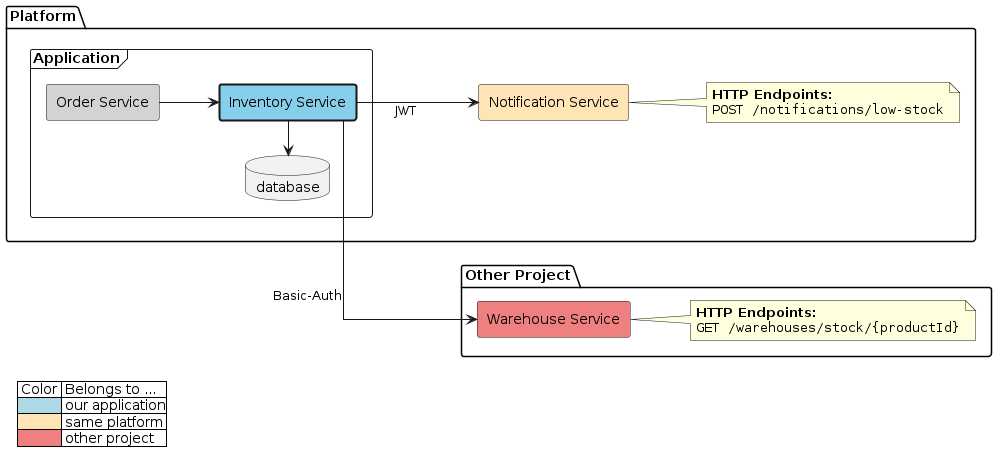 Platform
Application
Order Service
Inventory Service
JWT
Notification Service
HTTP Endpoints:
POST /notifications/low-stock
database
Basic-Auth
Other Project
Warehouse Service
HTTP Endpoints:
GET /warehouses/stock/{productId}
Color Belongs to ...
our application
same platform
other project